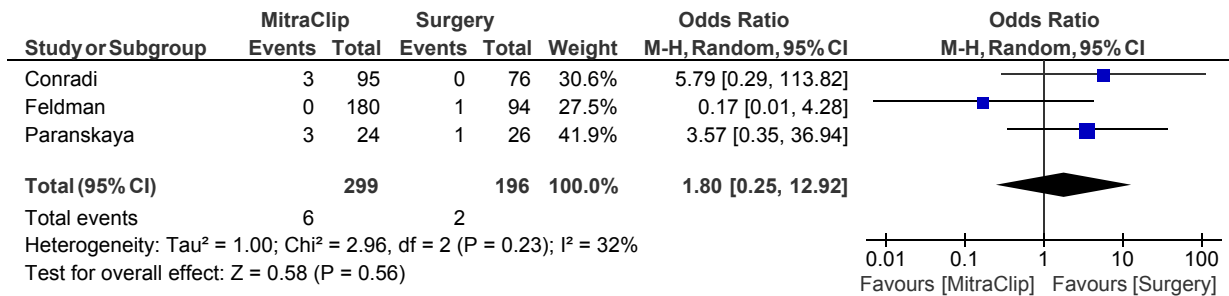 MitraClip Surgery Odds Ratio Odds Ratio
Study or Subgroup Events Total Events Total Weight M-H, Random, 95% CI M-H, Random, 95% CI
Conradi 3 95 0 76 30.6% 5.79 [0.29, 113.82]
Feldman 0 180 1 94 27.5% 0.17 [0.01, 4.28]
Paranskaya 3 24 1 26 41.9% 3.57 [0.35, 36.94]
Total (95% CI) 299 196 100.0% 1.80 [0.25, 12.92]
Total events 6 2
Heterogeneity: Tau² = 1.00; Chi² = 2.96, df = 2 (P = 0.23); I² = 32%
Test for overall effect: Z = 0.58 (P = 0.56)
0.01 0.1 1 10 100
Favours [MitraClip] Favours [Surgery]